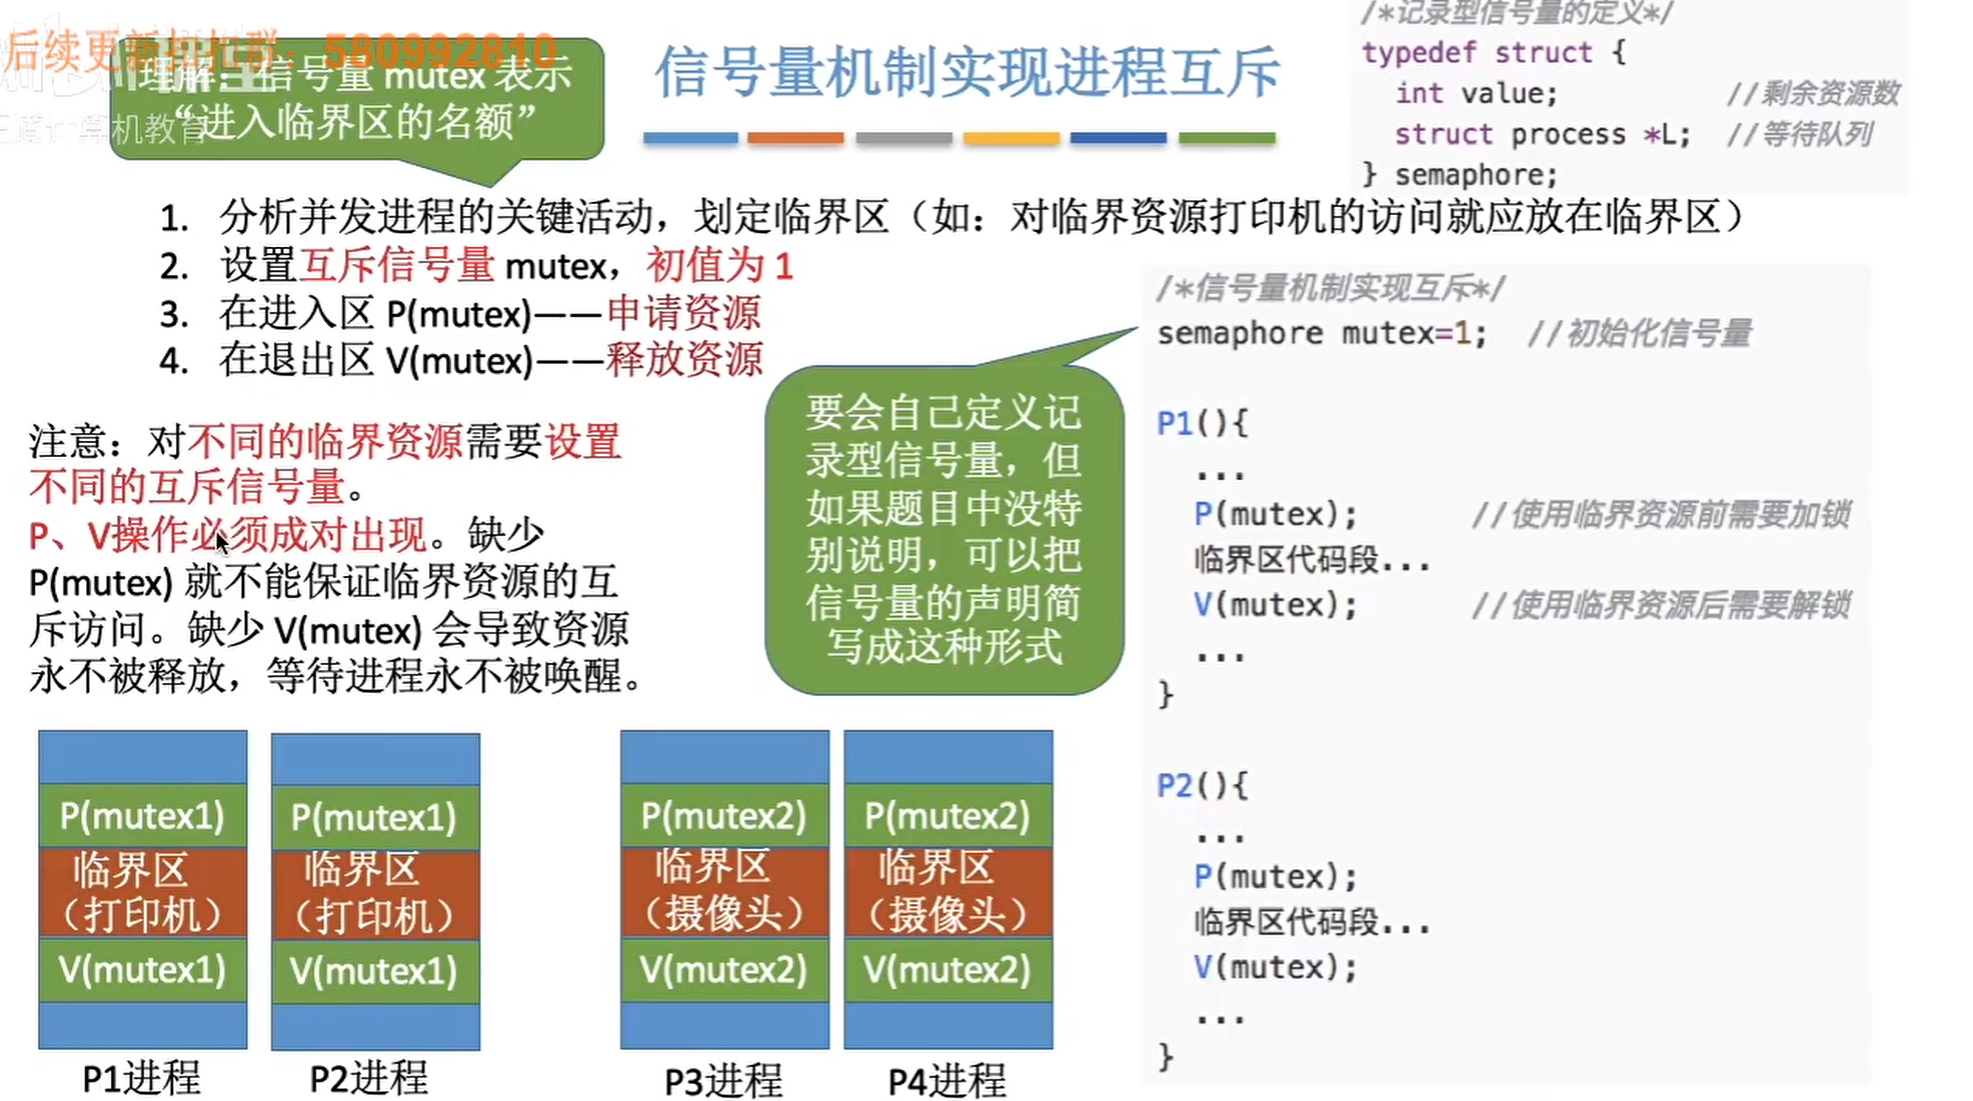 后续更新扣扣群：580992810
理解：信号量 mutex 表示
“进入临界区的名额”
信号量机制实现进程互斥
/*记录型信号量的定义*/
typedef struct {
int value; //剩余资源数
struct process *L; //等待队列
} semaphore;
1. 分析并发进程的关键活动，划定临界区（如：对临界资源打印机的访问就应放在临界区）
2. 设置互斥信号量 mutex，初值为 1
3. 在进入区 P(mutex)——申请资源
4. 在退出区 V(mutex)——释放资源
注意：对不同的临界资源需要设置
不同的互斥信号量。
P、V操作必须成对出现。缺少
P(mutex) 就不能保证临界资源的互
斥访问。缺少 V(mutex) 会导致资源
永不被释放，等待进程永不被唤醒。
要会自己定义记
录型信号量，但
如果题目中没特
别说明，可以把
信号量的声明简
写成这种形式
/*信号量机制实现互斥*/
semaphore mutex=1; //初始化信号量
P1(){
...
P(mutex); //使用临界资源前需要加锁
临界区代码段...
V(mutex); //使用临界资源后需要解锁
...
}
P2(){
...
P(mutex);
临界区代码段...
V(mutex);
...
}
P(mutex1)
临界区
（打印机）
V(mutex1)
P1进程
P(mutex1)
临界区
（打印机）
V(mutex1)
P2进程
P(mutex2)
临界区
（摄像头）
V(mutex2)
P3进程
P(mutex2)
临界区
（摄像头）
V(mutex2)
P4进程